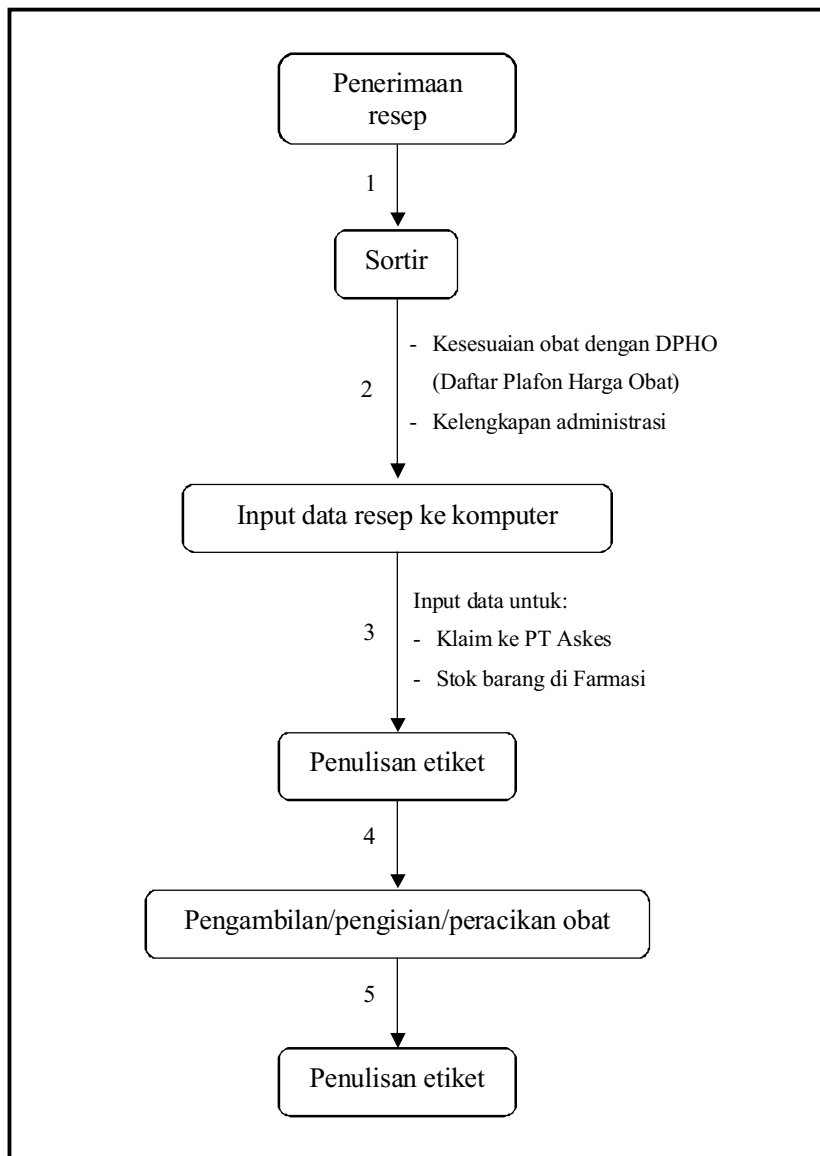 Penerimaan
resep
1
Sortir
2
- Kesesuaian obat dengan DPHO
(Daftar Plafon Harga Obat)
- Kelengkapan administrasi
Input data resep ke komputer
3
Input data untuk:
- Klaim ke PT Askes
- Stok barang di Farmasi
Penulisan etiket
4
Pengambilan/pengisian/peracikan obat
5
Penulisan etiket